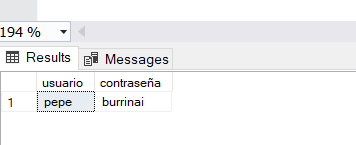 194 %
Results Messages
usuario contraseña
1 pepe burrinai